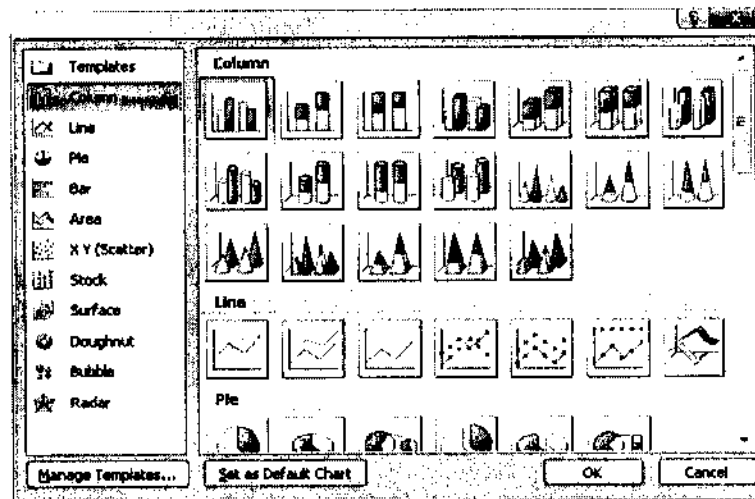 Templates
Column
Line
Pie
Bar
Area
X Y (Scatter)
Stock
Surface
Doughnut
Bubble
Radar
Column
Line
Pie
Manage Templates...
Set as Default Chart
OK
Cancel